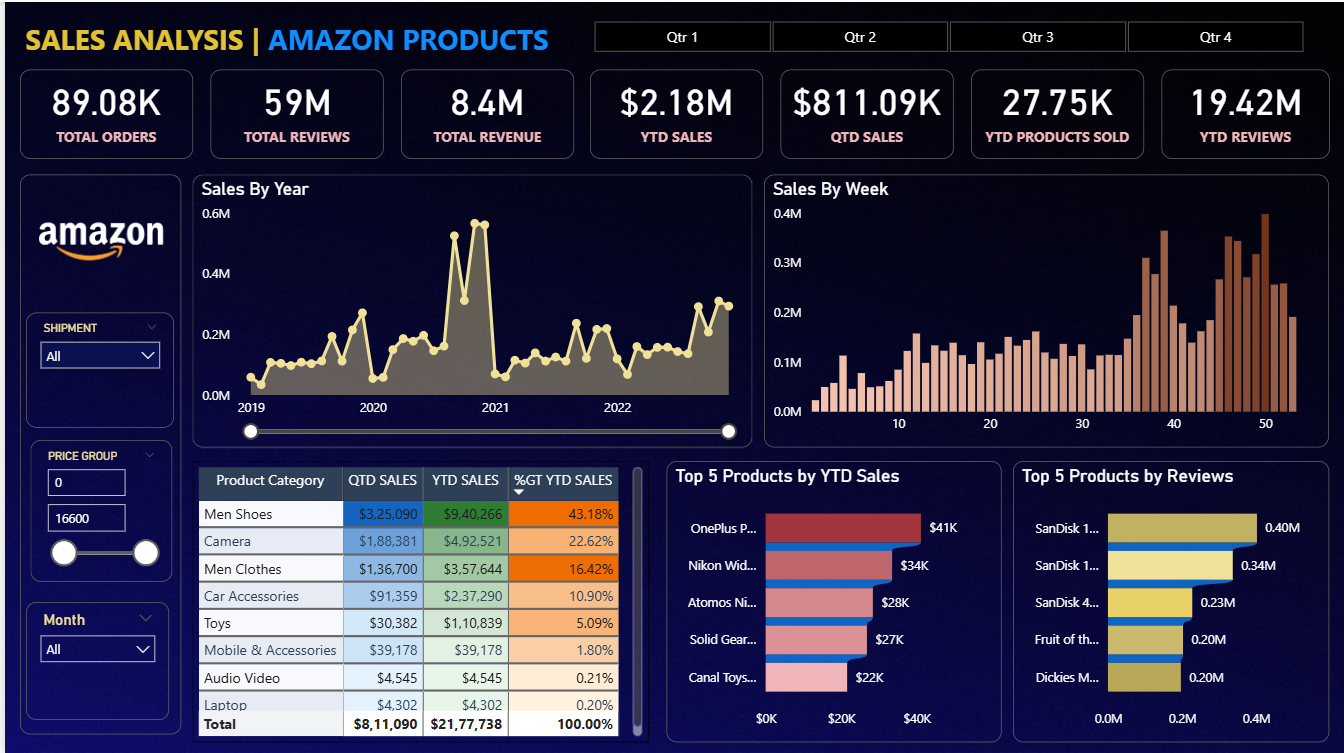 SALES ANALYSIS | AMAZON PRODUCTS
Qtr 1 Qtr 2 Qtr 3 Qtr 4
89.08K 59M 8.4M $2.18M $811.09K 27.75K 19.42M
TOTAL ORDERS TOTAL REVIEWS TOTAL REVENUE YTD SALES QTD SALES YTD PRODUCTS SOLD YTD REVIEWS
amazon
SHIPMENT
All
PRICE GROUP
0
16600
Month
All
Sales By Year
0.6M
0.4M
0.2M
0.0M
2019 2020 2021 2022
Sales By Week
0.4M
0.3M
0.2M
0.1M
0.0M
10 20 30 40 50
Product Category QTD SALES YTD SALES %GT YTD SALES
Men Shoes $3,25,090 $9,40,266 43.18%
Camera $1,88,381 $4,92,521 22.62%
Men Clothes $1,36,700 $3,57,644 16.42%
Car Accessories $91,359 $2,37,290 10.90%
Toys $30,382 $1,10,839 5.09%
Mobile & Accessories $39,178 $39,178 1.80%
Audio Video $4,545 $4,545 0.21%
Laptop $4,302 $4,302 0.20%
Total $8,11,090 $21,77,738 100.00%
Top 5 Products by YTD Sales
OnePlus P... $41K
Nikon Wid... $34K
Atomos Ni... $28K
Solid Gear... $27K
Canal Toys... $22K
$0K $20K $40K
Top 5 Products by Reviews
SanDisk 1... 0.40M
SanDisk 1... 0.34M
SanDisk 4... 0.23M
Fruit of th... 0.20M
Dickies M... 0.20M
0.0M 0.2M 0.4M